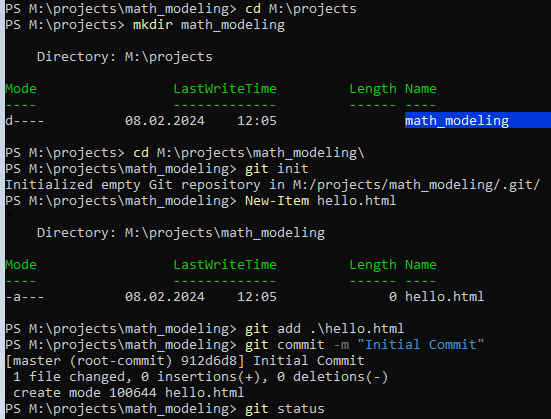 PS M:\projects\math_modeling> cd M:\projects
PS M:\projects> mkdir math_modeling
Directory: M:\projects
Mode LastWriteTime Length Name
---- ------------- ------ ----
d---- 08.02.2024 12:05 math_modeling
PS M:\projects> cd M:\projects\math_modeling\
PS M:\projects\math_modeling> git init
Initialized empty Git repository in M:/projects/math_modeling/.git/
PS M:\projects\math_modeling> New-Item hello.html
Directory: M:\projects\math_modeling
Mode LastWriteTime Length Name
---- ------------- ------ ----
-a--- 08.02.2024 12:05 0 hello.html
PS M:\projects\math_modeling> git add .\hello.html
PS M:\projects\math_modeling> git commit -m "Initial Commit"
[master (root-commit) 912d6d8] Initial Commit
1 file changed, 0 insertions(+), 0 deletions(-)
create mode 100644 hello.html
PS M:\projects\math_modeling> git status